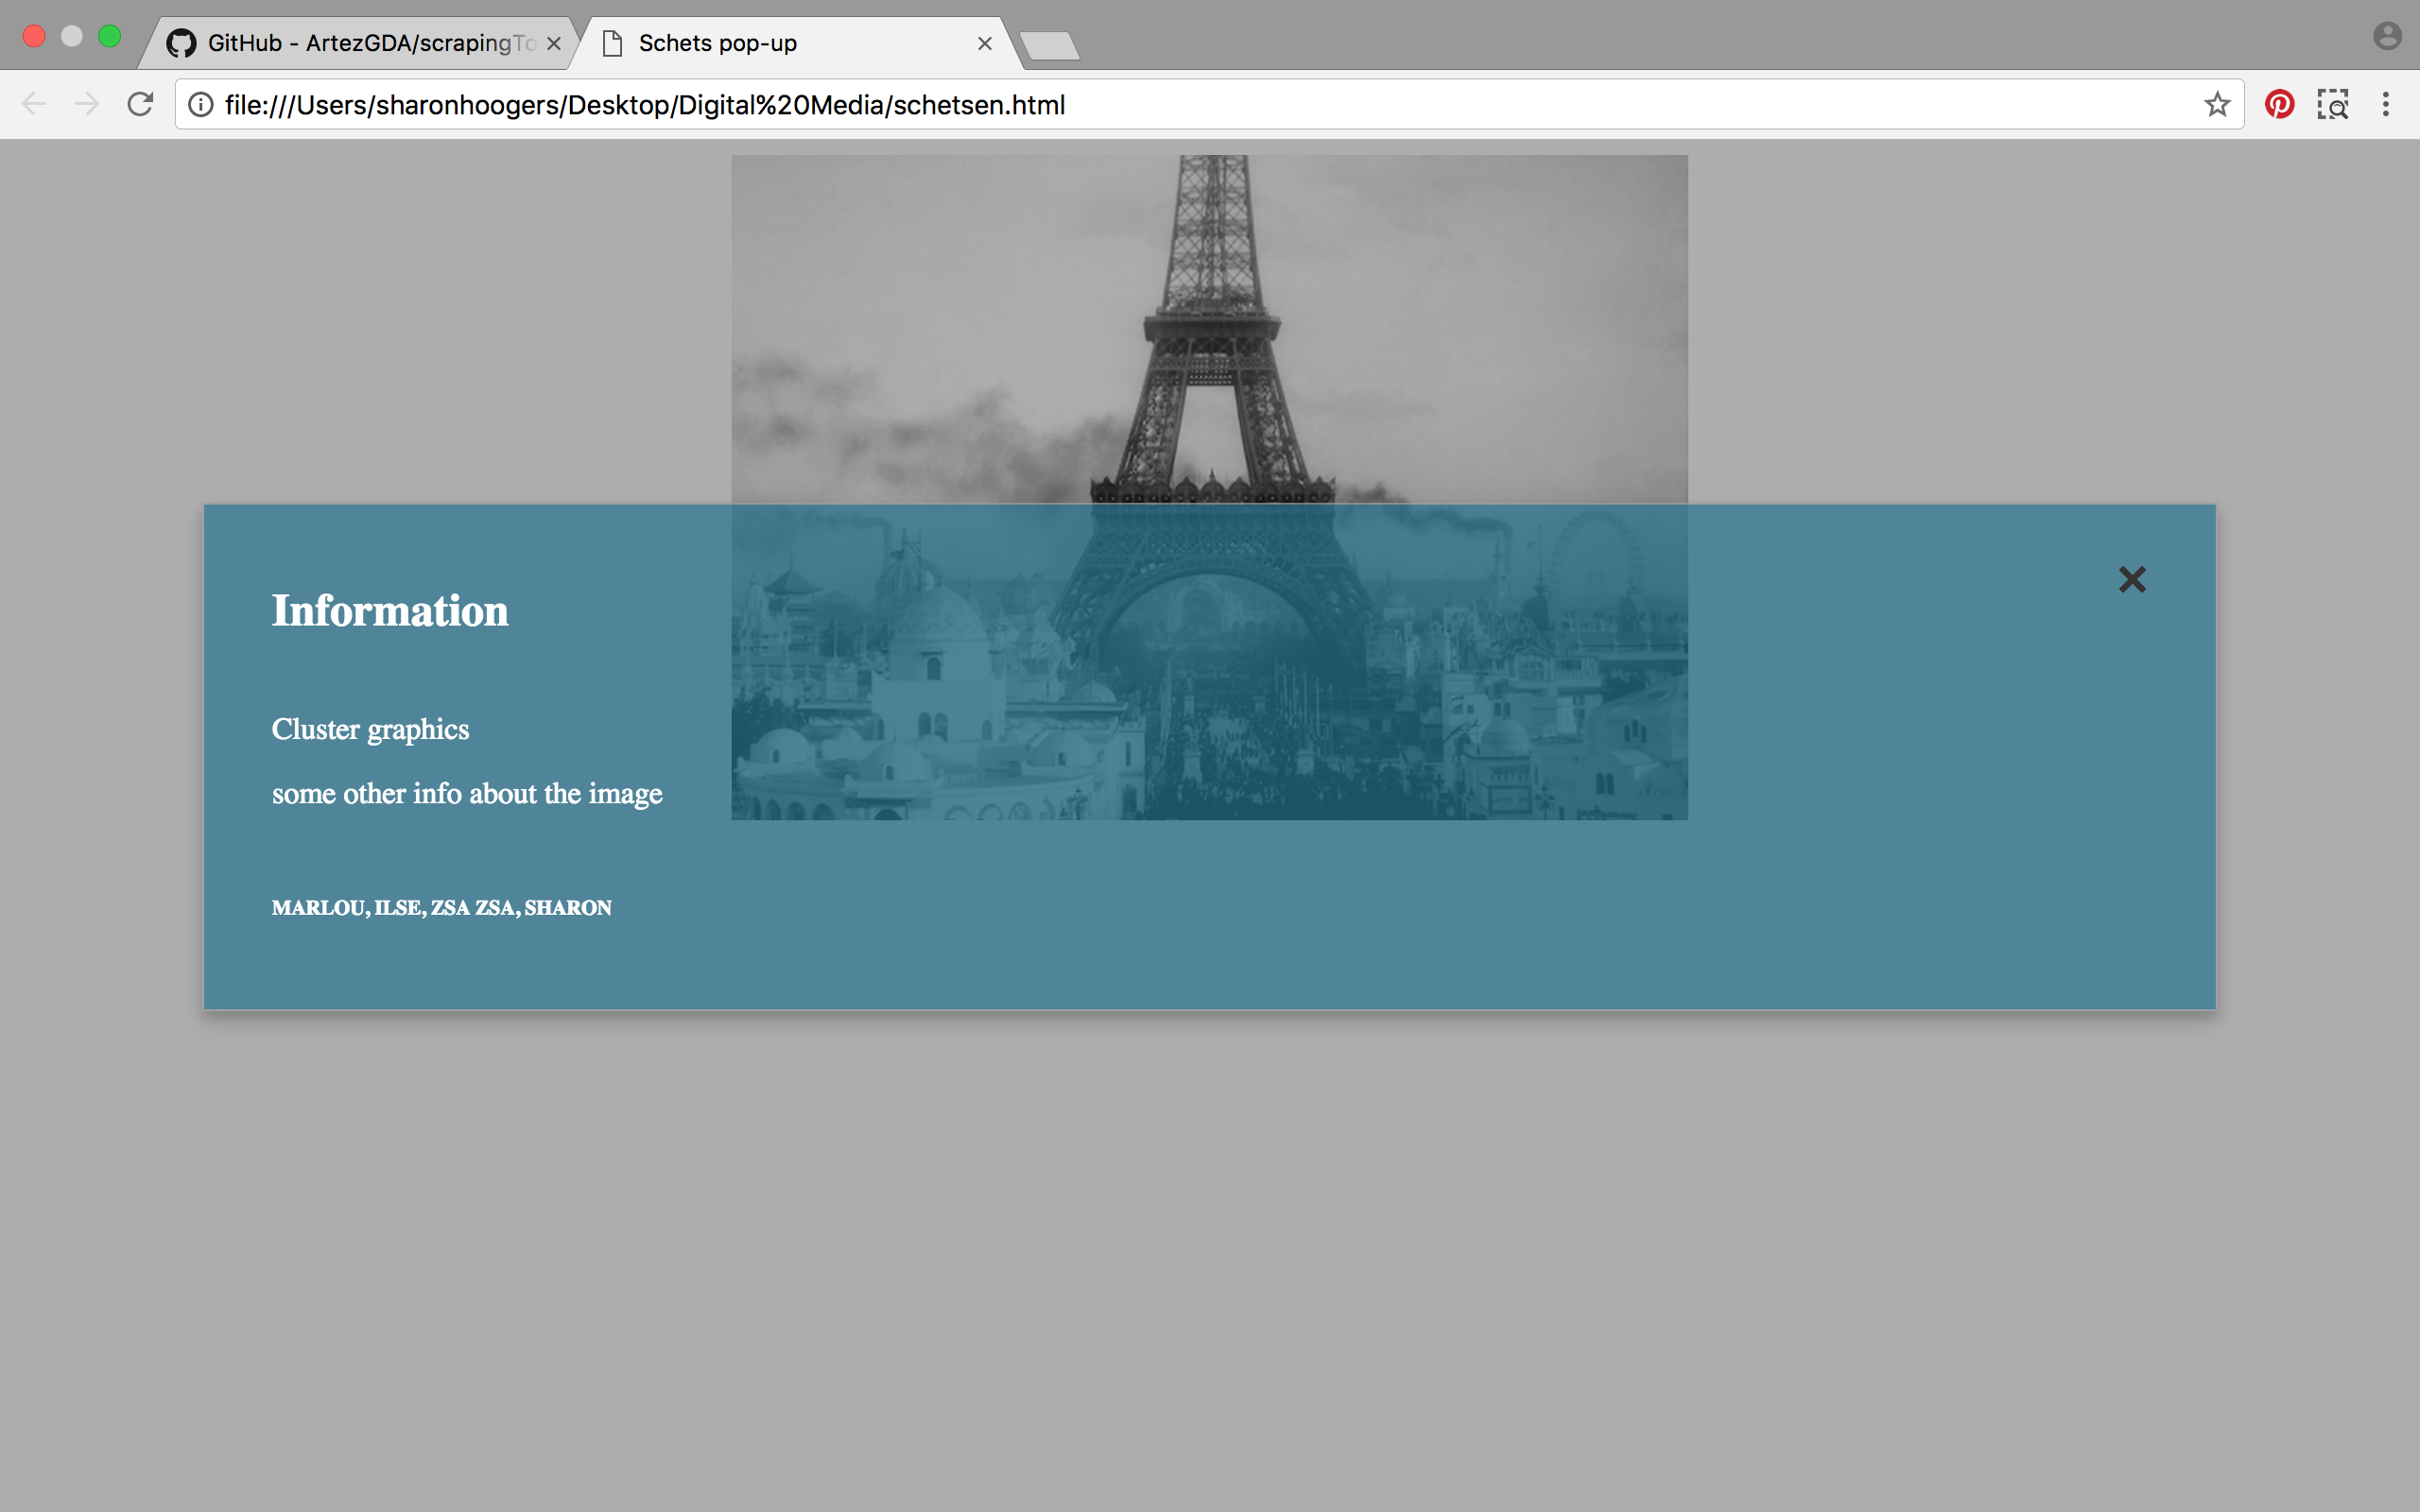 GitHub - ArtezGDA/scrapingTo
Schets pop-up
file:///Users/sharonhoogers/Desktop/Digital%20Media/schetsen.html
Information
Cluster graphics
some other info about the image
MARLOU, ILSE, ZSA ZSA, SHARON